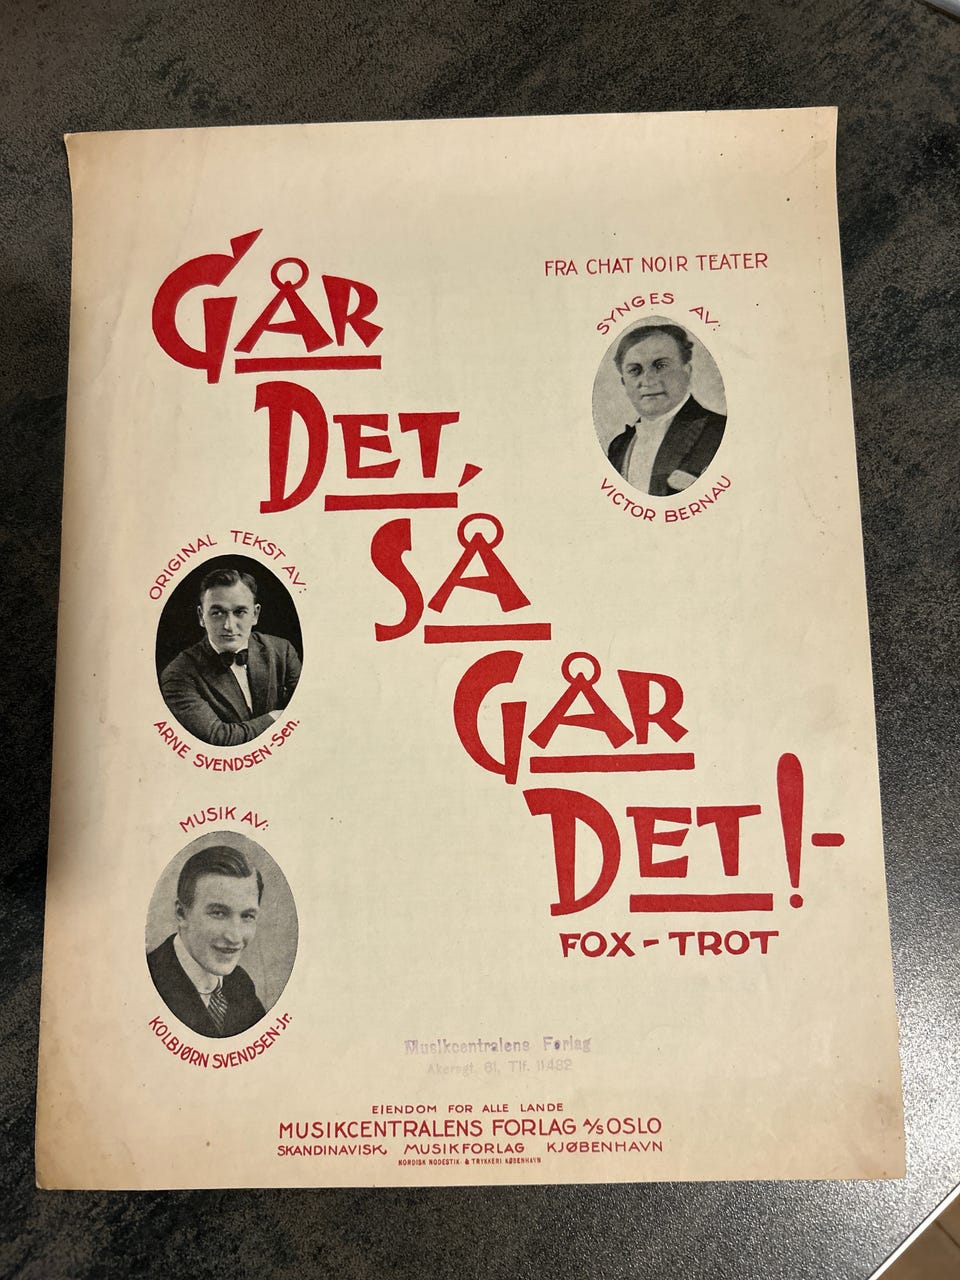 GÅR
DET,
SÅ
GÅR
DET!-
FOX-TROT
FRA CHAT NOIR TEATER
SYNGES AV:
VICTOR BERNAU
ORIGINAL TEKST AV:
ARNE SVENDSEN-Sen.
MUSIK AV:
KOLBJØRN SVENDSEN-Jr.
Musikcentralens Forlag
Akersgt. 61, Tlf. 11432
EIENDOM FOR ALLE LANDE
MUSIKCENTRALENS FORLAG A/S OSLO
SKANDINAVISK MUSIKFORLAG KJØBENHAVN
NORDISK NODESTIK- & TRYKKERI KØBENHAVN